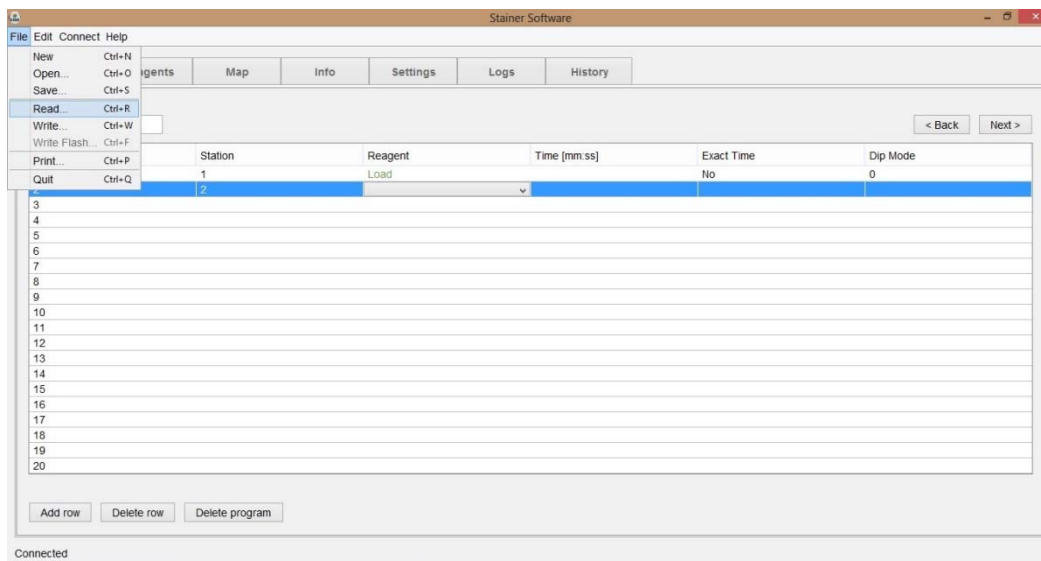 Stainer Software
File Edit Connect Help
New Ctrl+N
Open... Ctrl+O
Save... Ctrl+S
Read... Ctrl+R
Write... Ctrl+W
Write Flash... Ctrl+F
Print... Ctrl+P
Quit Ctrl+Q
Map Info Settings Logs History
< Back Next >
Station Reagent Time [mm:ss] Exact Time Dip Mode
1 Load No 0
2 2
3
4
5
6
7
8
9
10
11
12
13
14
15
16
17
18
19
20
Add row Delete row Delete program
Connected